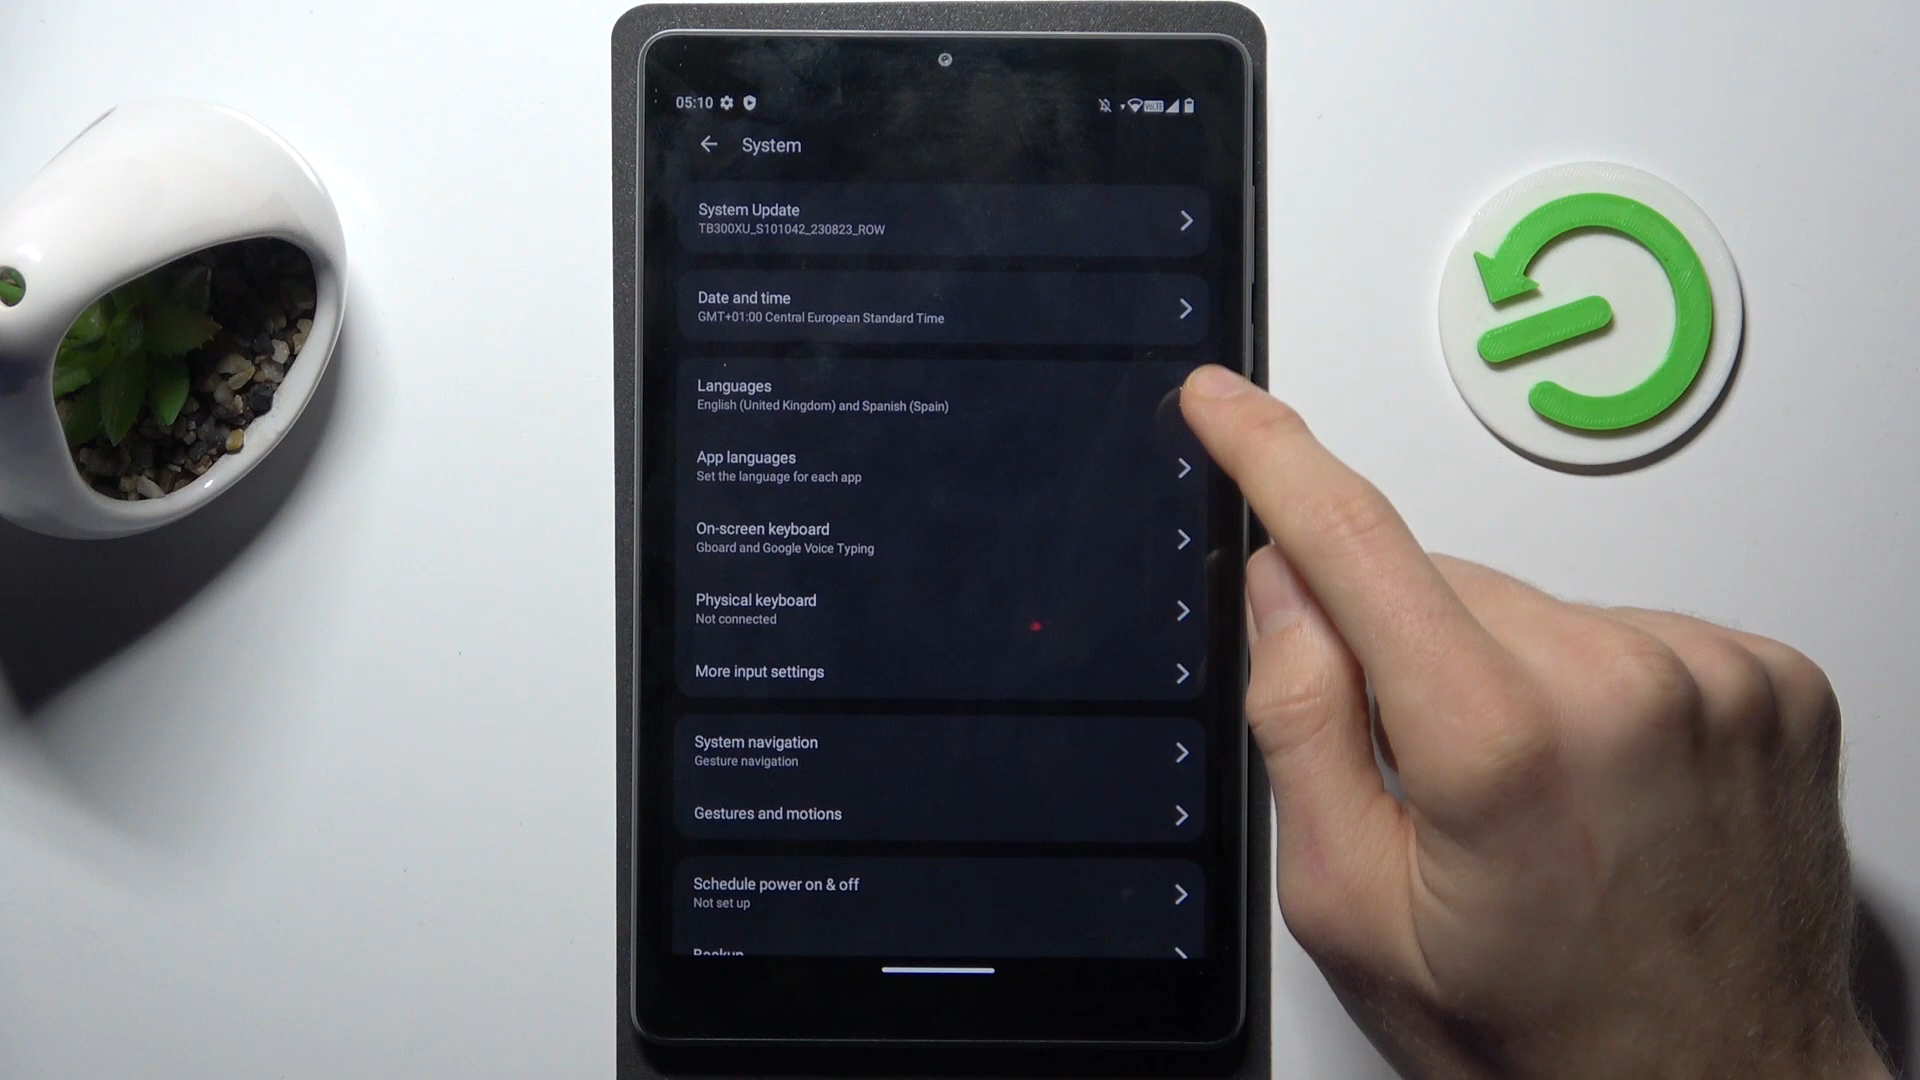 05:10
System
System Update
TB300XU_S101042_230823_ROW
Date and time
GMT+01:00 Central European Standard Time
Languages
English (United Kingdom) and Spanish (Spain)
App languages
Set the language for each app
On-screen keyboard
Gboard and Google Voice Typing
Physical keyboard
Not connected
More input settings
System navigation
Gesture navigation
Gestures and motions
Schedule power on & off
Not set up
Backup